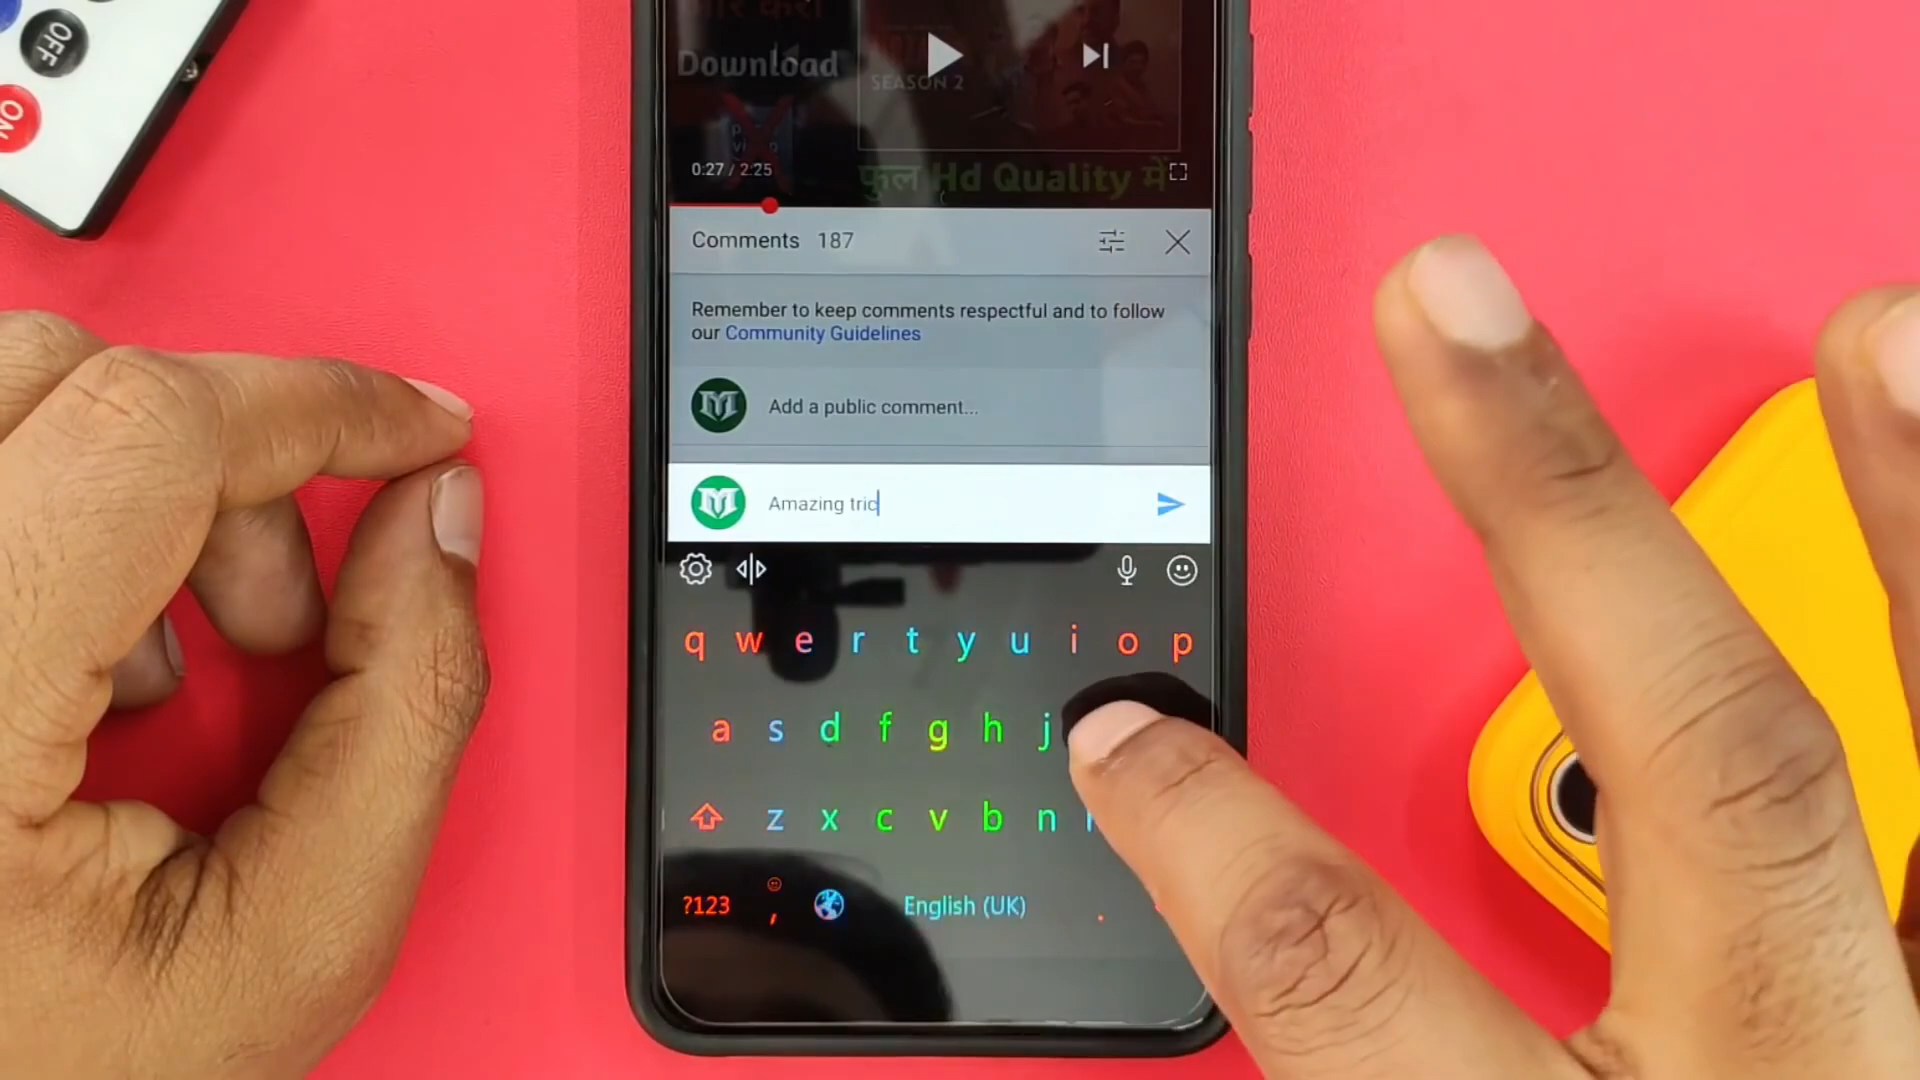 OFF
ON
Download
SEASON 2
0:27 / 2:25
फुल Hd Quality में
Comments 187
Remember to keep comments respectful and to follow
our Community Guidelines
Add a public comment...
Amazing tric
q w e r t y u i o p
a s d f g h j
z x c v b n
?123 , English (UK) .